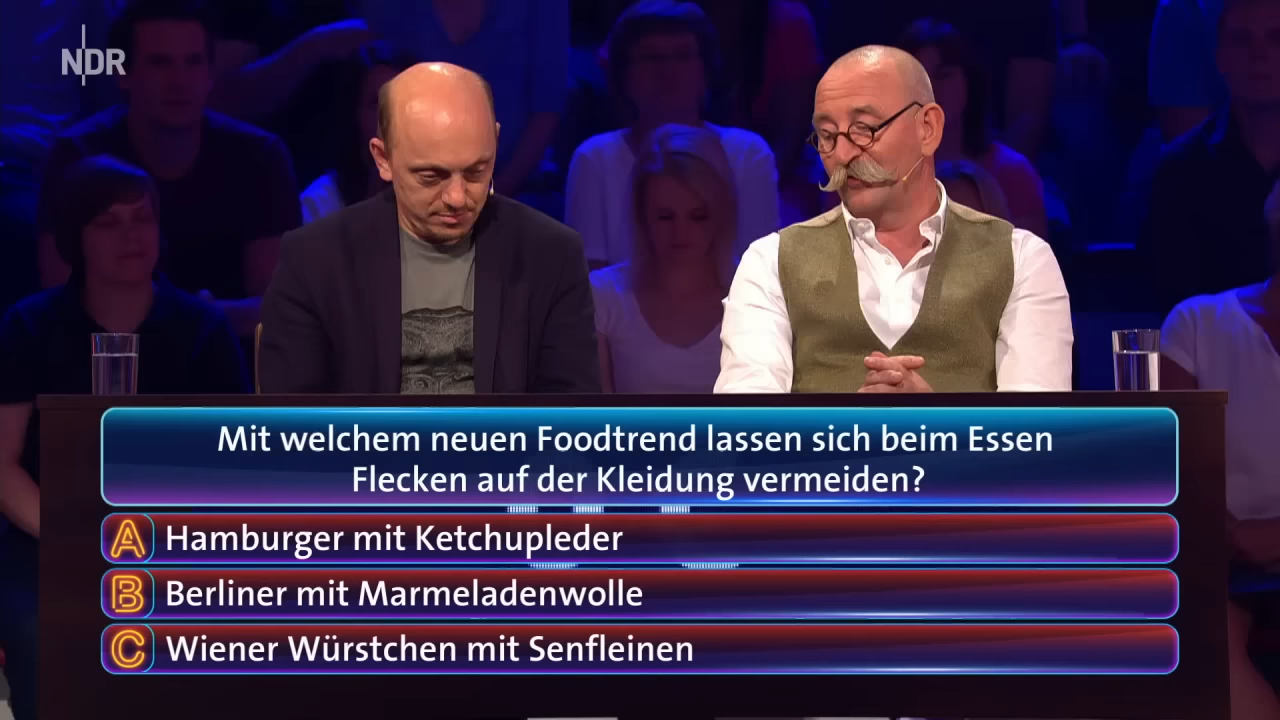 NDR
Mit welchem neuen Foodtrend lassen sich beim Essen
Flecken auf der Kleidung vermeiden?
A Hamburger mit Ketchupleder
B Berliner mit Marmeladenwolle
C Wiener Würstchen mit Senfleinen